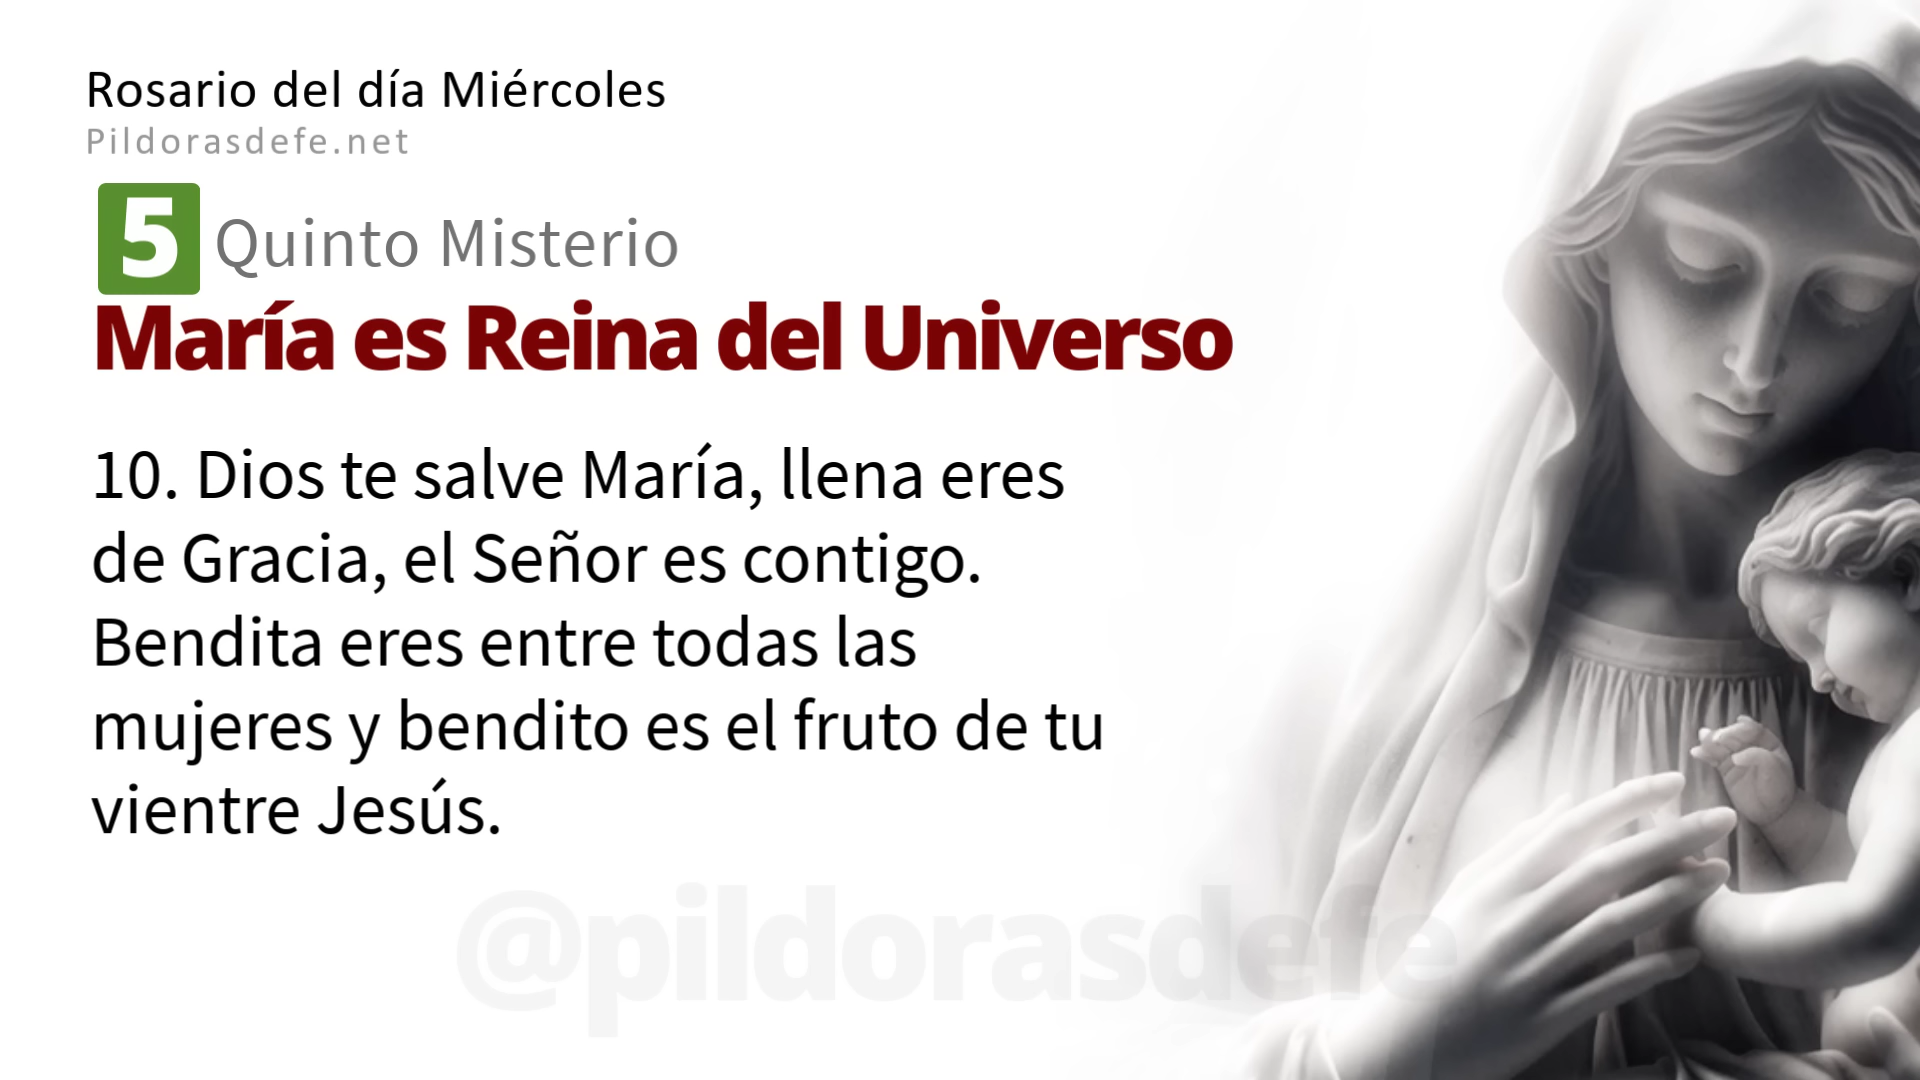 Rosario del día Miércoles
Pildorasdefe.net
5 Quinto Misterio
María es Reina del Universo
10. Dios te salve María, llena eres
de Gracia, el Señor es contigo.
Bendita eres entre todas las
mujeres y bendito es el fruto de tu
vientre Jesús.
@pildorasdefe